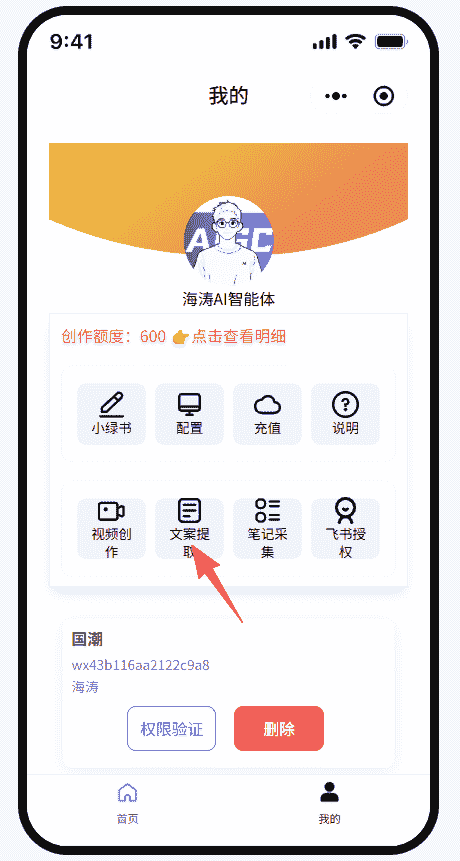 9:41
我的
海涛AI智能体
创作额度：600 👉点击查看明细
小绿书 配置 充值 说明
视频创作 文案提取 笔记采集 飞书授权
国潮
wx43b116aa2122c9a8
海涛
权限验证 删除
首页 我的